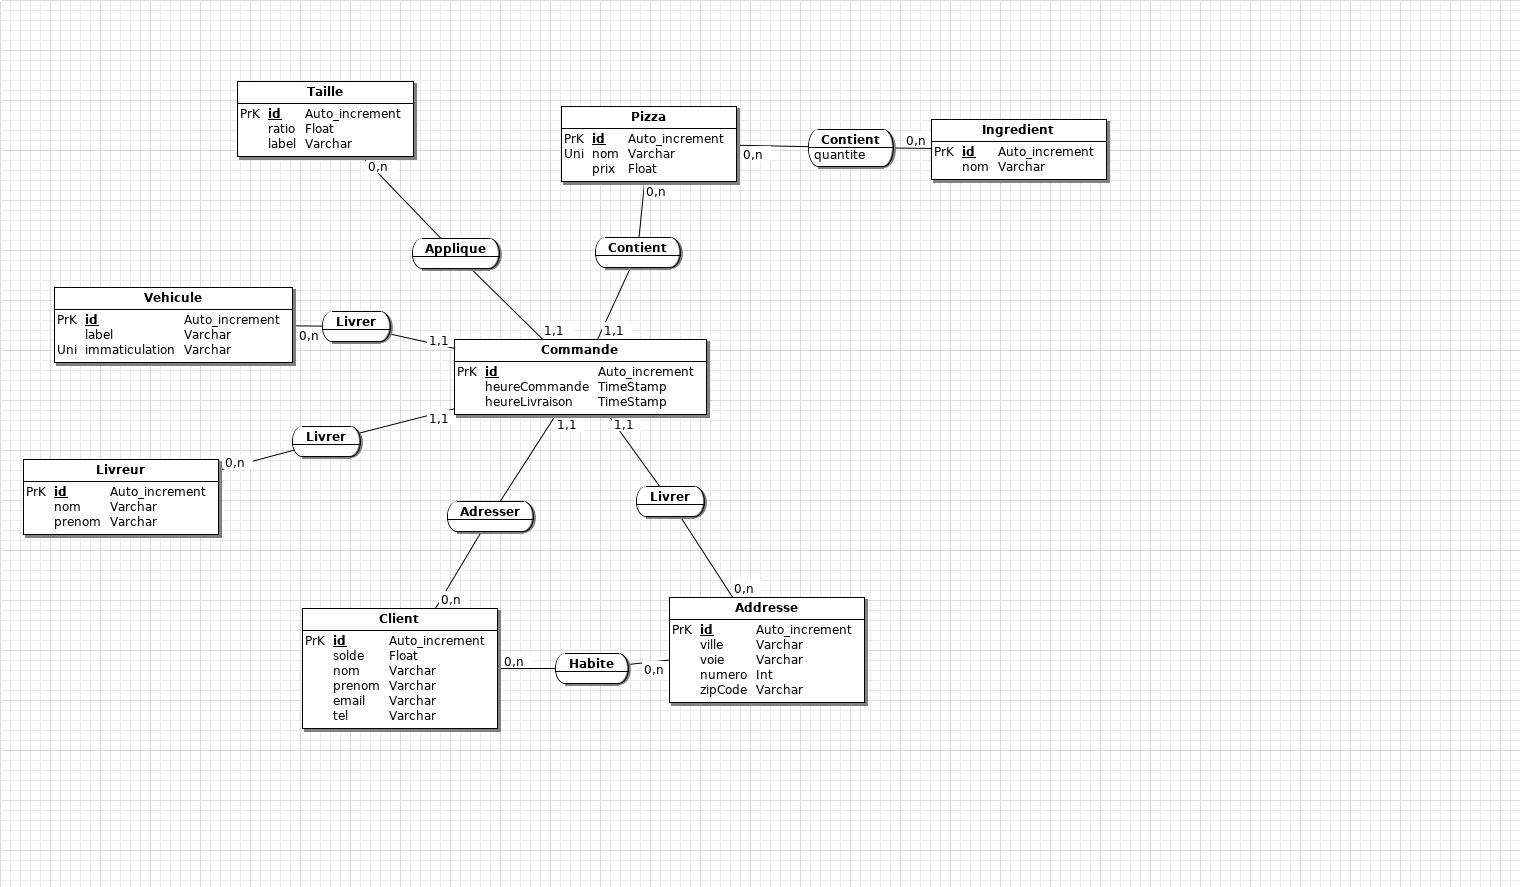 Taille
PrK id Auto_increment
ratio Float
label Varchar
0,n
Pizza
PrK id Auto_increment
Uni nom Varchar
prix Float
0,n
Contient
quantite
0,n
Ingredient
PrK id Auto_increment
nom Varchar
0,n
Applique
Contient
Vehicule
PrK id Auto_increment
label Varchar
Uni immaticulation Varchar
0,n
Livrer
1,1
1,1
1,1
Commande
PrK id Auto_increment
heureCommande TimeStamp
heureLivraison TimeStamp
1,1
Livrer
0,n
1,1
1,1
Livreur
PrK id Auto_increment
nom Varchar
prenom Varchar
Adresser
Livrer
0,n
0,n
Client
PrK id Auto_increment
solde Float
nom Varchar
prenom Varchar
email Varchar
tel Varchar
0,n
Habite
0,n
Addresse
PrK id Auto_increment
ville Varchar
voie Varchar
numero Int
zipCode Varchar